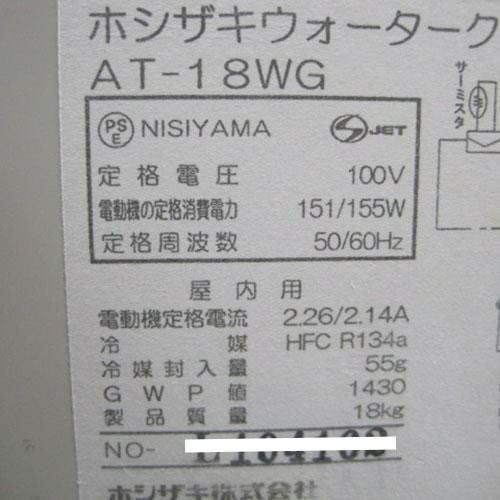 ホシザキウォーターク
AT-18WG
サーミスタ
PS E NISIYAMA JET
定格電圧 100V
電動機の定格消費電力 151/155W
定格周波数 50/60Hz
屋内用
電動機定格電流 2.26/2.14A
冷媒 HFC R134a
冷媒封入量 55g
GWP値 1430
製品質量 18kg
NO-
ホシザキ株式会社